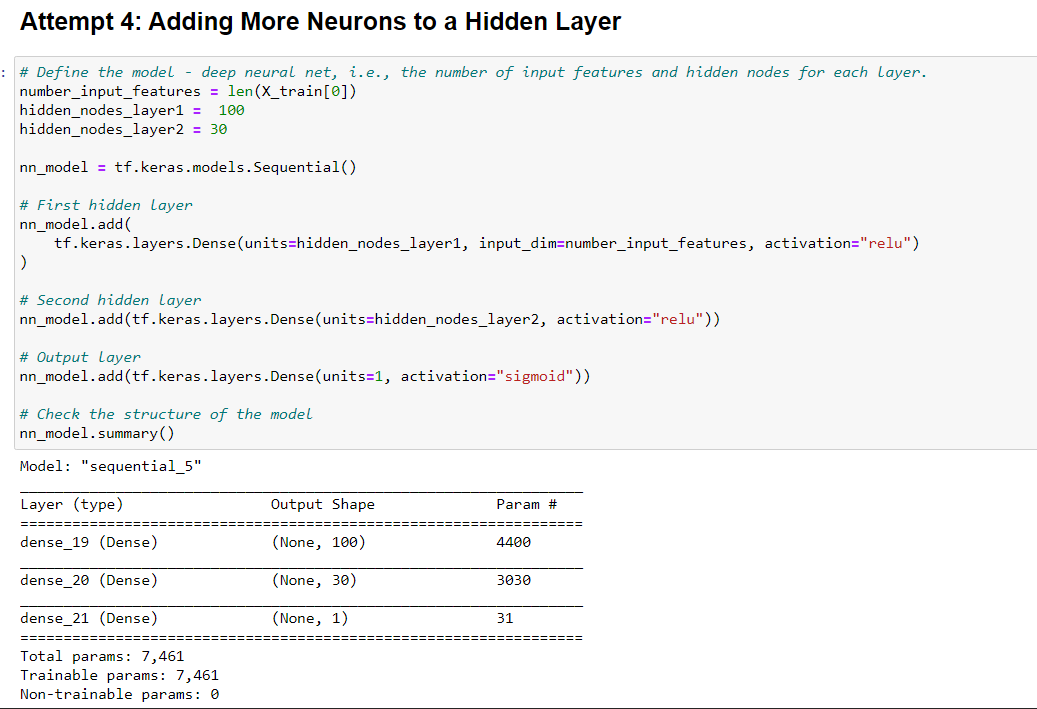 Attempt 4: Adding More Neurons to a Hidden Layer
: # Define the model - deep neural net, i.e., the number of input features and hidden nodes for each layer.
number_input_features = len(X_train[0])
hidden_nodes_layer1 =  100
hidden_nodes_layer2 = 30
nn_model = tf.keras.models.Sequential()
# First hidden layer
nn_model.add(
    tf.keras.layers.Dense(units=hidden_nodes_layer1, input_dim=number_input_features, activation="relu")
)
# Second hidden layer
nn_model.add(tf.keras.layers.Dense(units=hidden_nodes_layer2, activation="relu"))
# Output layer
nn_model.add(tf.keras.layers.Dense(units=1, activation="sigmoid"))
# Check the structure of the model
nn_model.summary()
Model: "sequential_5"
_________________________________________________________________
Layer (type)                 Output Shape              Param #
=================================================================
dense_19 (Dense)             (None, 100)               4400
_________________________________________________________________
dense_20 (Dense)             (None, 30)                3030
_________________________________________________________________
dense_21 (Dense)             (None, 1)                 31
=================================================================
Total params: 7,461
Trainable params: 7,461
Non-trainable params: 0